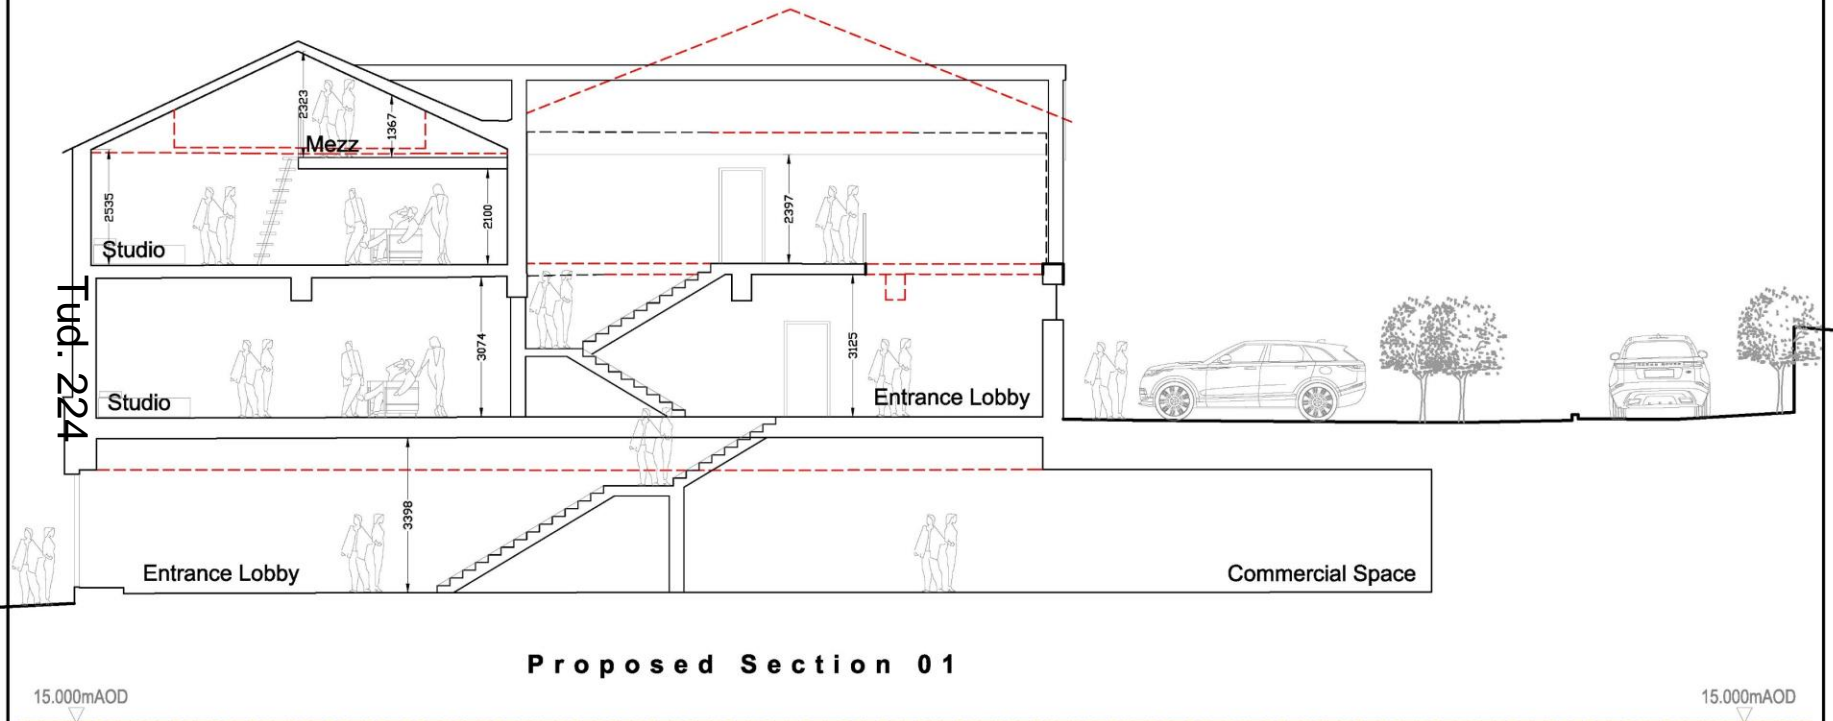 2323
1367
Mezz
2535
2100
2397
Studio
Tud. 224
3074
3125
Studio
Entrance Lobby
3398
Entrance Lobby
Commercial Space
Proposed Section 01
15.000mAOD
15.000mAOD